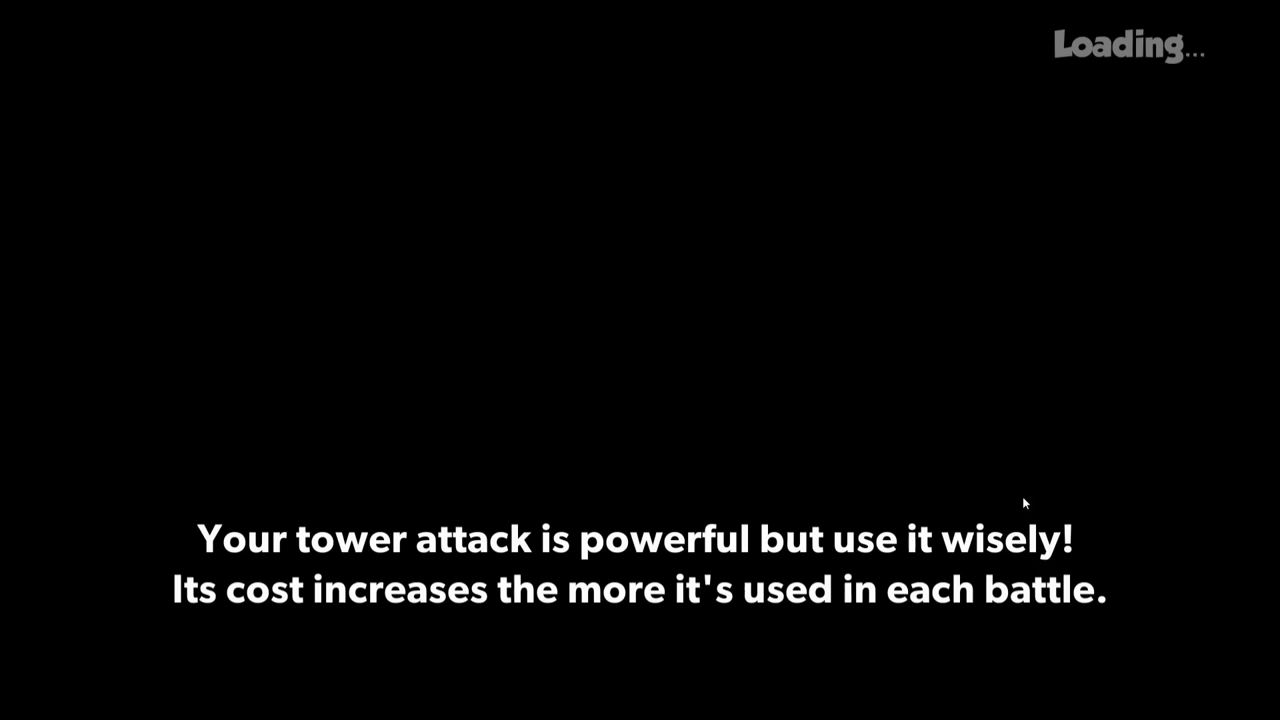 Loading...
Your tower attack is powerful but use it wisely!
Its cost increases the more it's used in each battle.